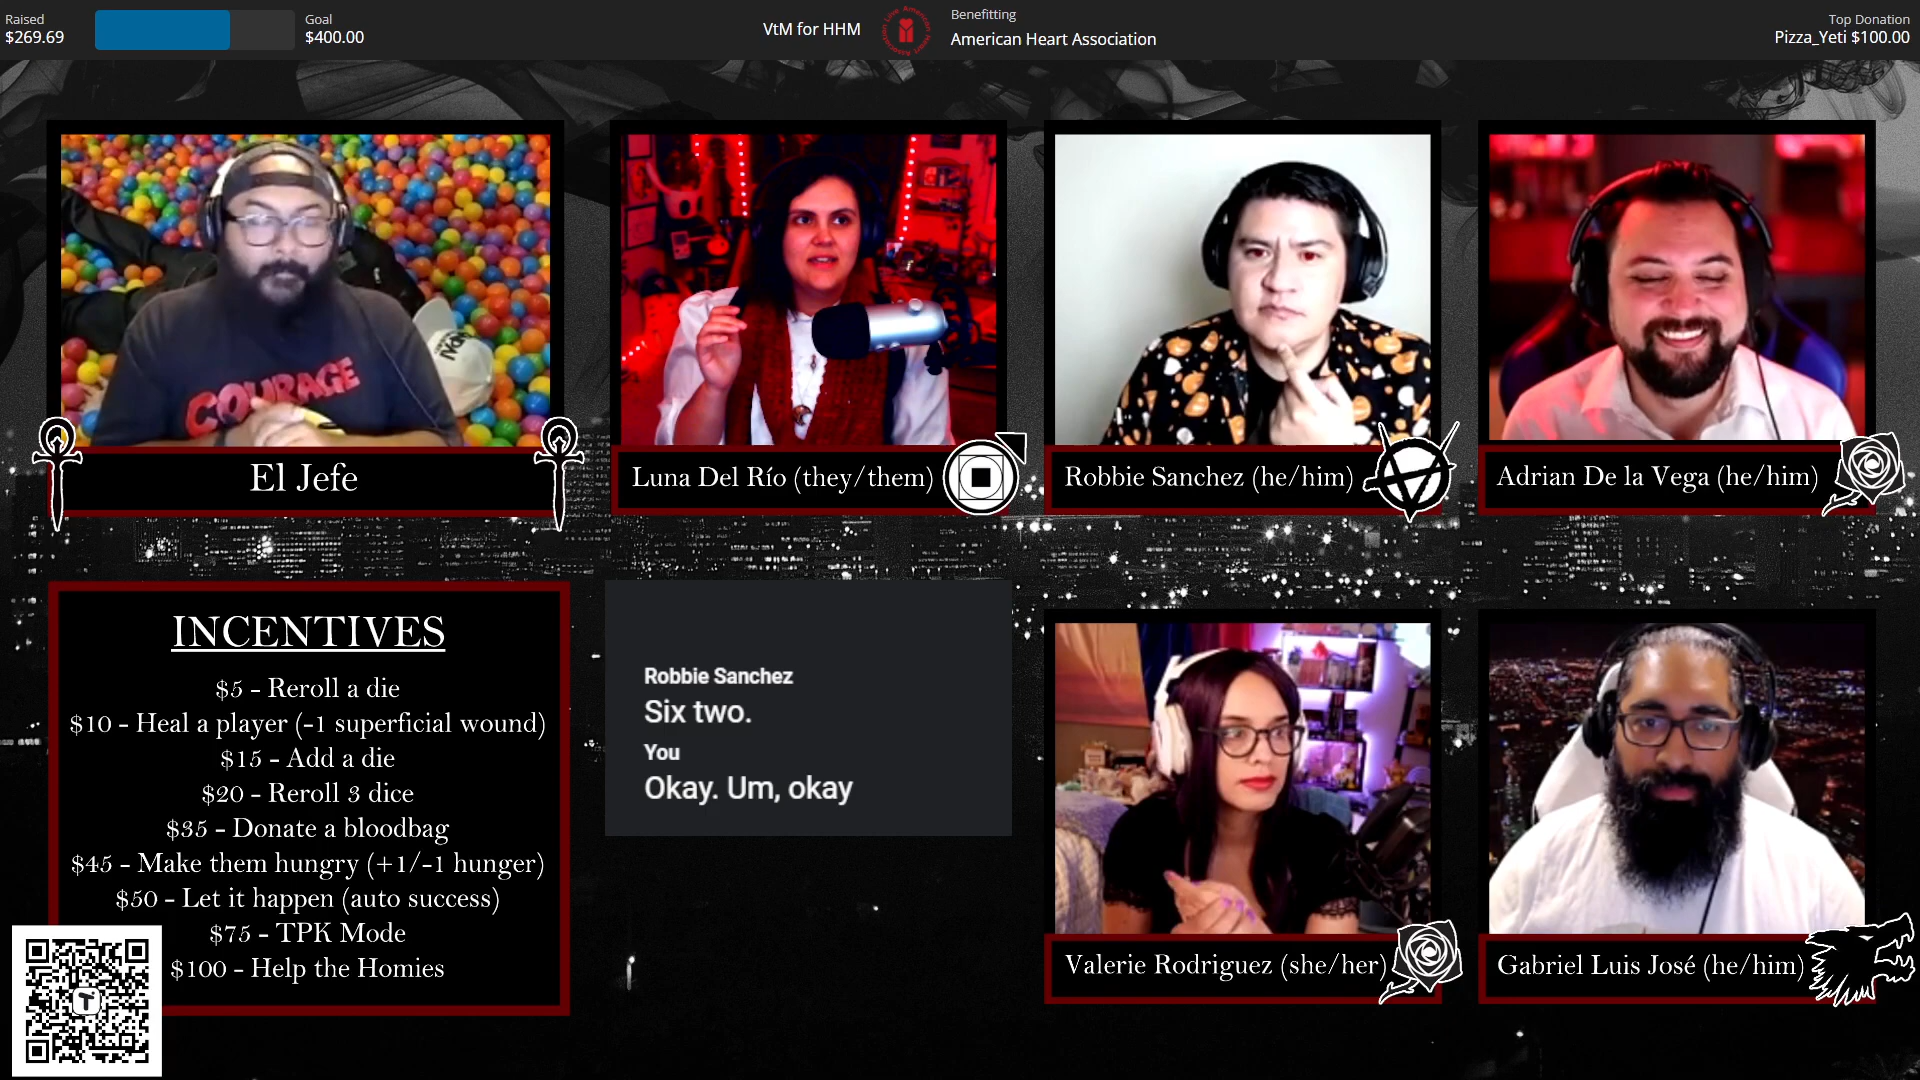 Raised
$269.69
Goal
$400.00
VtM for HHM
Benefitting
American Heart Association
Top Donation
Pizza_Yeti $100.00
COURAGE
El Jefe
Luna Del Río (they/them)
Robbie Sanchez (he/him)
Adrian De la Vega (he/him)
INCENTIVES
$5 - Reroll a die
$10 - Heal a player (-1 superficial wound)
$15 - Add a die
$20 - Reroll 3 dice
$35 - Donate a bloodbag
$45 - Make them hungry (+1/-1 hunger)
$50 - Let it happen (auto success)
$75 - TPK Mode
$100 - Help the Homies
T
Robbie Sanchez
Six two.
You
Okay. Um, okay
Valerie Rodriguez (she/her)
Gabriel Luis José (he/him)